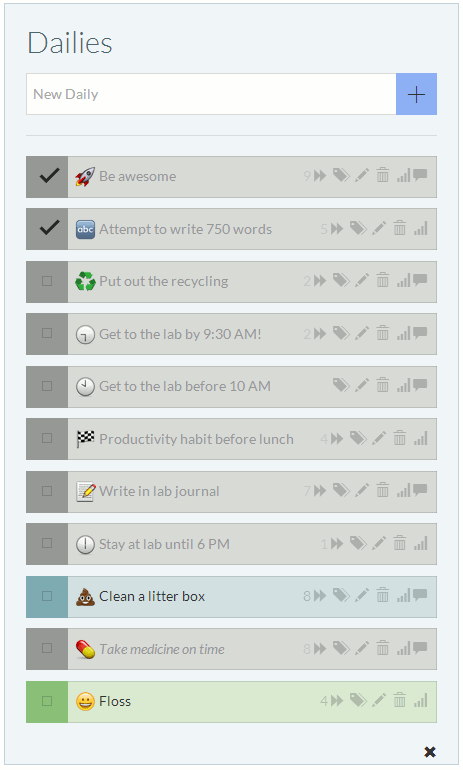 Dailies
New Daily
Be awesome 9
abc Attempt to write 750 words 5
Put out the recycling 2
Get to the lab by 9:30 AM! 2
Get to the lab before 10 AM
Productivity habit before lunch 4
Write in lab journal 7
Stay at lab until 6 PM 1
Clean a litter box 8
Take medicine on time 8
Floss 4